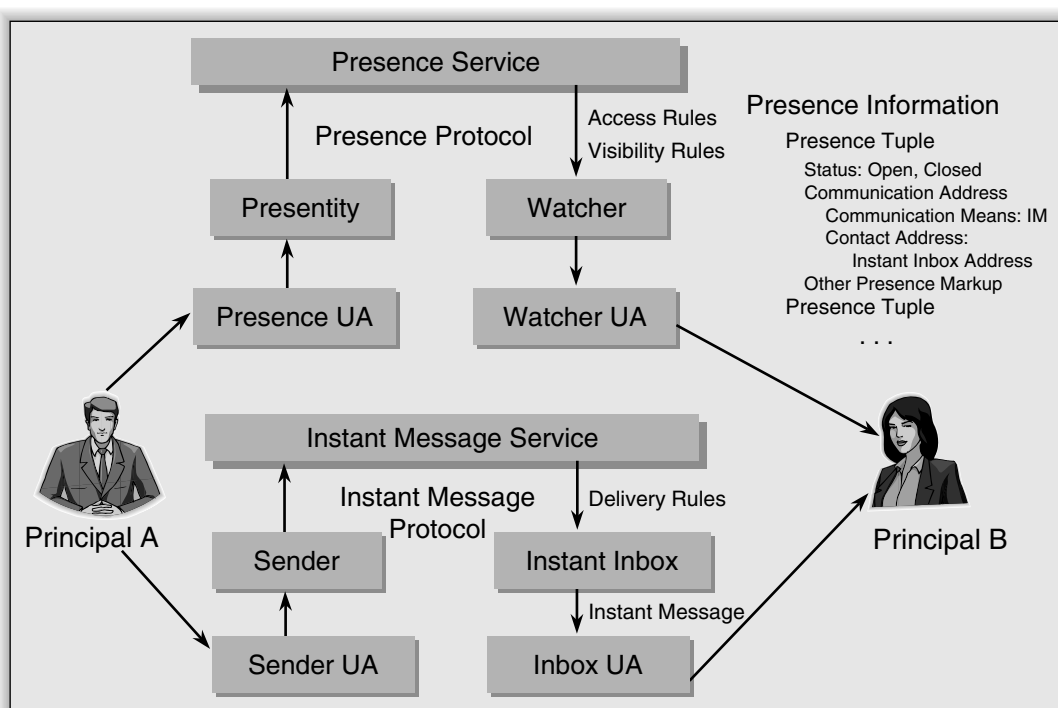 Presence Service
Presence Protocol
Access Rules
Visibility Rules
Presentity
Watcher
Presence UA
Watcher UA
Presence Information
Presence Tuple
Status: Open, Closed
Communication Address
Communication Means: IM
Contact Address:
Instant Inbox Address
Other Presence Markup
Presence Tuple
. . .
Principal A
Instant Message Service
Instant Message
Protocol
Delivery Rules
Sender
Instant Inbox
Instant Message
Sender UA
Inbox UA
Principal B